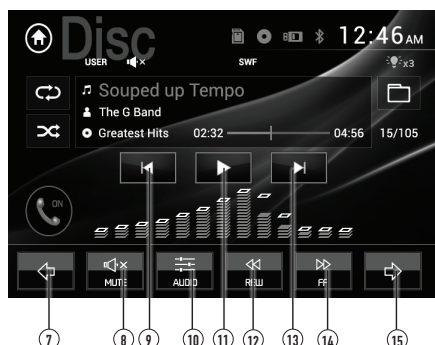 Disc
12:46AM
USER
SWF
x3
Souped up Tempo
The G Band
Greatest Hits 02:32 04:56 15/105
ON
MUTE AUDIO REW FF
7 8 9 10 11 12 13 14 15